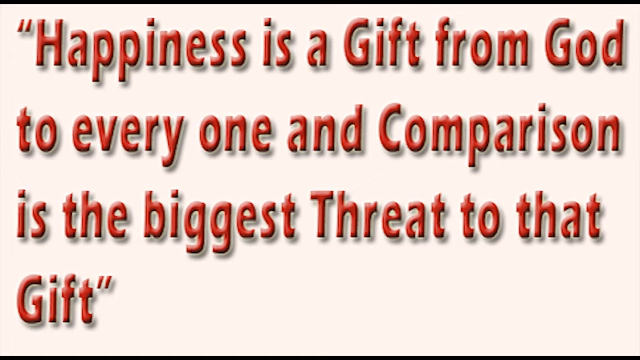 “Happiness is a Gift from God
to every one and Comparison
is the biggest Threat to that
Gift”